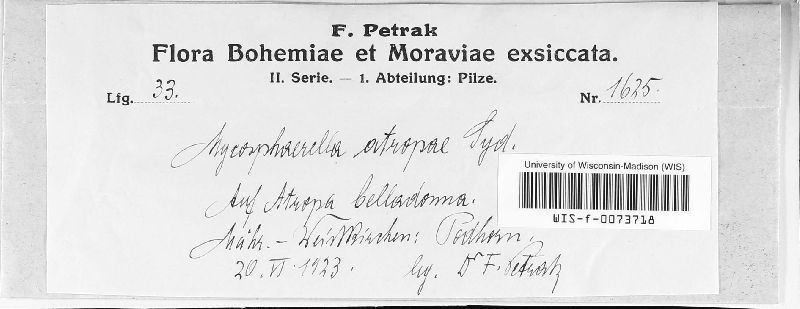 F. Petrak
Flora Bohemiae et Moraviae exsiccata.
II. Serie. — 1. Abteilung: Pilze.
Lfg. 33.
Nr. 1625.
Mycosphaerella atropae Syd.
Auf Atropa belladonna.
Mähr.-Weisskirchen: Podhorn.
20. VI. 1923. leg. Dr F. Petrak
University of Wisconsin-Madison (WIS)
WIS-f-0073718